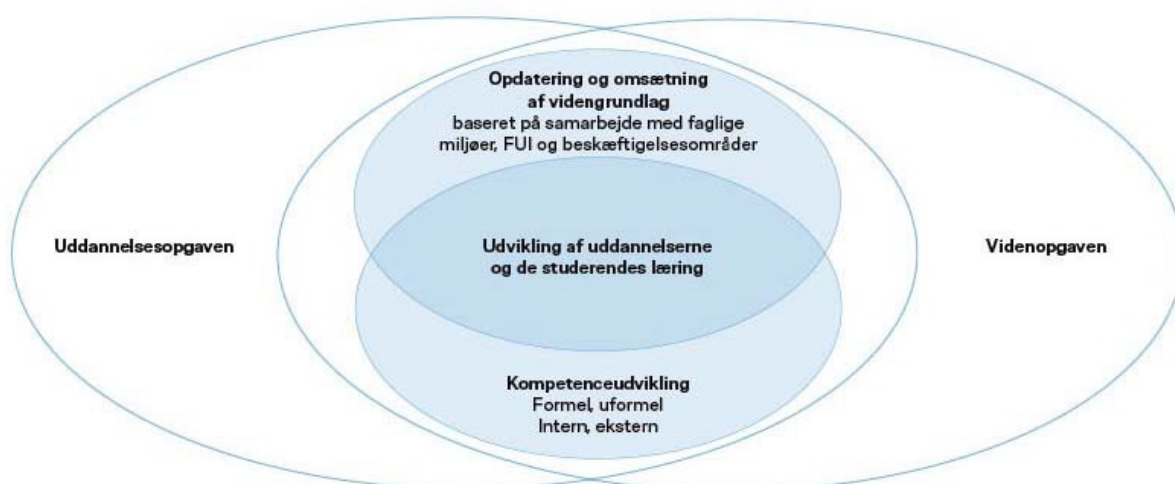 Opdatering og omsætning
af videngrundlag
baseret på samarbejde med faglige
miljøer, FUI og beskæftigelsesområder
Uddannelsesopgaven
Udvikling af uddannelserne
og de studerendes læring
Videnopgaven
Kompetenceudvikling
Formel, uformel
Intern, ekstern